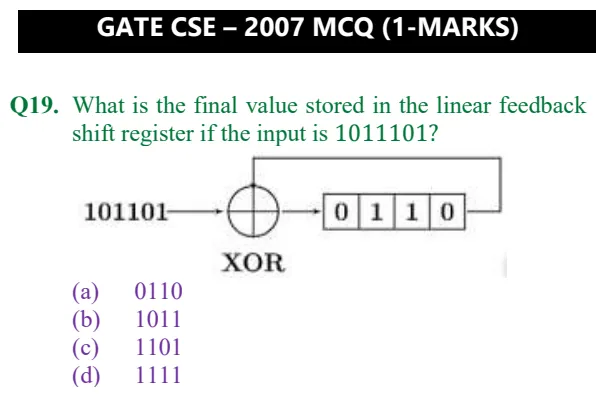 GATE CSE – 2007 MCQ (1-MARKS)
Q19. What is the final value stored in the linear feedback
shift register if the input is 1011101?
101101
0 1 1 0
XOR
(a) 0110
(b) 1011
(c) 1101
(d) 1111